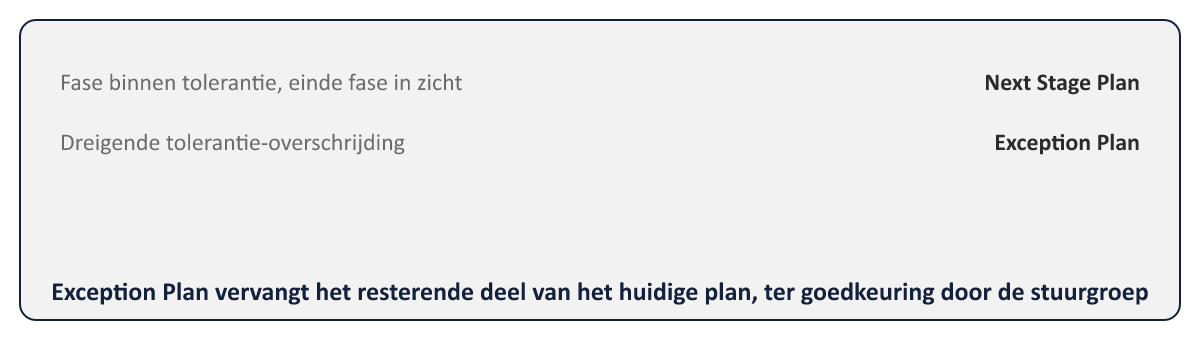 Fase binnen tolerantie, einde fase in zicht Next Stage Plan
Dreigende tolerantie-overschrijding Exception Plan
Exception Plan vervangt het resterende deel van het huidige plan, ter goedkeuring door de stuurgroep